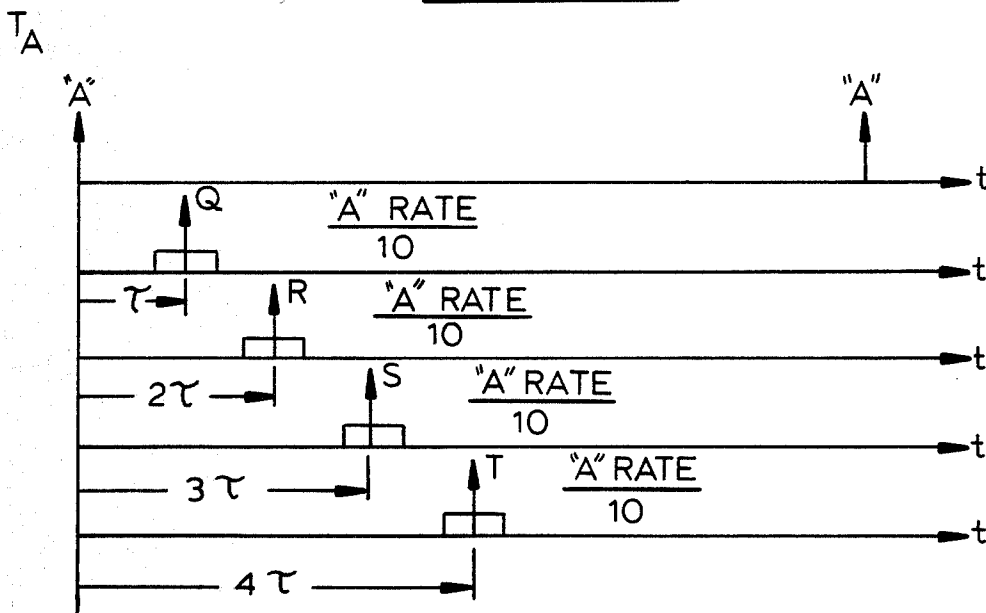 T_A
"A"
"A"
t
Q
"A" RATE
10
t
τ
R
"A" RATE
10
t
2τ
S
"A" RATE
10
t
3τ
T
"A" RATE
10
t
4τ